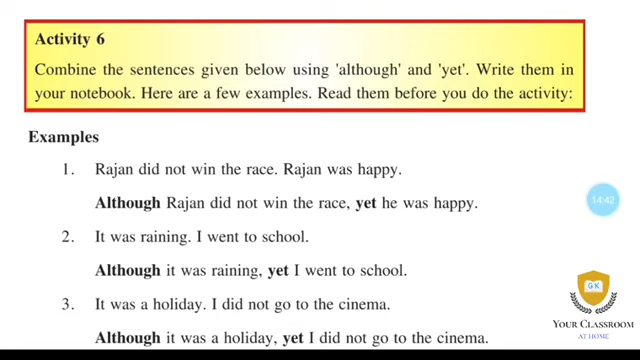 Activity 6
Combine the sentences given below using 'although' and 'yet'. Write them in
your notebook. Here are a few examples. Read them before you do the activity:
Examples
1. Rajan did not win the race. Rajan was happy.
Although Rajan did not win the race, yet he was happy.
2. It was raining. I went to school.
Although it was raining, yet I went to school.
3. It was a holiday. I did not go to the cinema.
Although it was a holiday, yet I did not go to the cinema.
14:42
G K
YOUR CLASSROOM
AT HOME